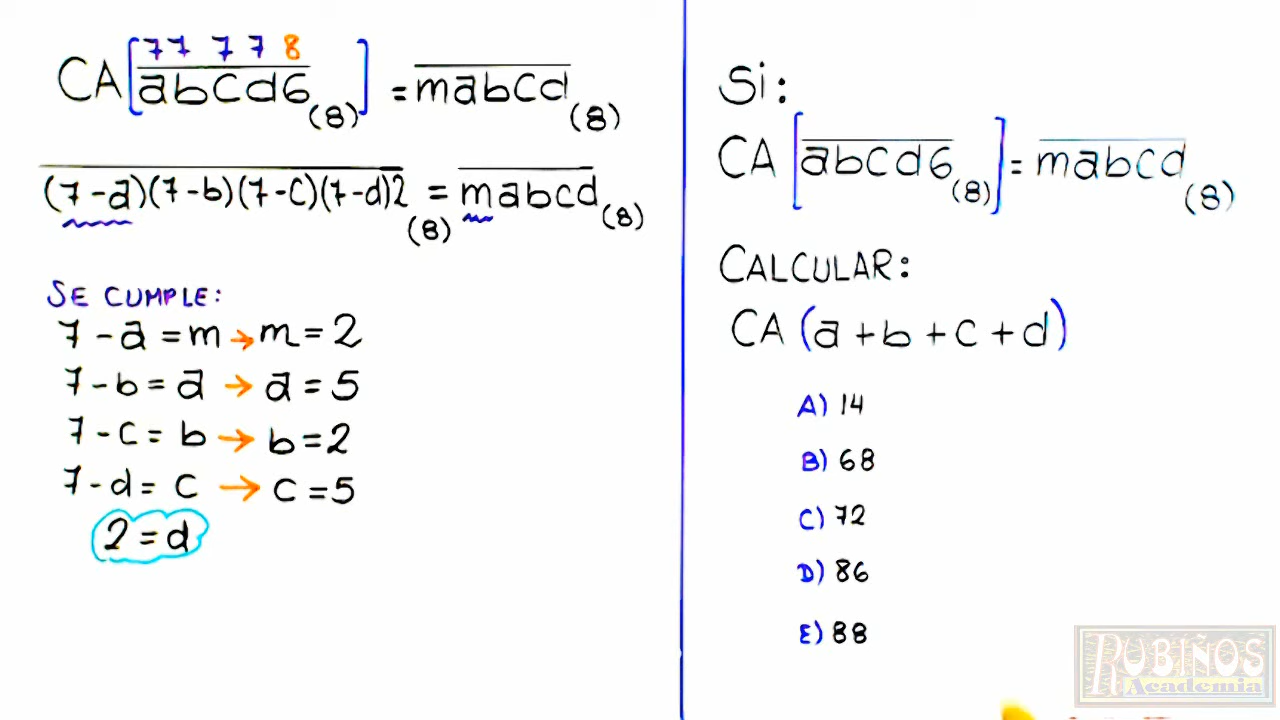 7 7 7 7 8
CA[abcd6(8)] = mabcd(8)
(7-a)(7-b)(7-c)(7-d)2(8) = mabcd(8)
SE CUMPLE:
7 - a = m → m = 2
7 - b = a → a = 5
7 - c = b → b = 2
7 - d = c → c = 5
2 = d
Si:
CA [abcd6(8)] = mabcd(8)
CALCULAR:
CA (a + b + c + d)
A) 14
B) 68
C) 72
D) 86
E) 88
RUBIÑOS
Academia